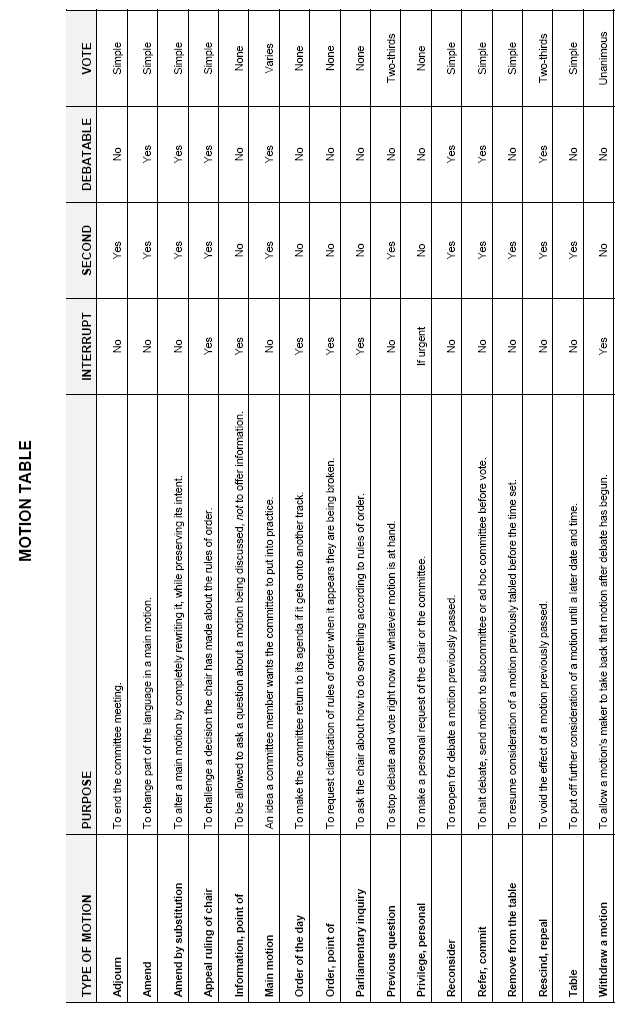 MOTION TABLE
TYPE OF MOTION PURPOSE INTERRUPT SECOND DEBATABLE VOTE
Adjourn To end the committee meeting. No Yes No Simple
Amend To change part of the language in a main motion. No Yes Yes Simple
Amend by substitution To alter a main motion by completely rewriting it, while preserving its intent. No Yes Yes Simple
Appeal ruling of chair To challenge a decision the chair has made about the rules of order. Yes Yes Yes Simple
Information, point of To be allowed to ask a question about a motion being discussed, not to offer information. Yes No No None
Main motion An idea a committee member wants the committee to put into practice. No Yes Yes Varies
Order of the day To make the committee return to its agenda if it gets onto another track. Yes No No None
Order, point of To request clarification of rules of order when it appears they are being broken. Yes No No None
Parliamentary inquiry To ask the chair about how to do something according to rules of order. Yes No No None
Previous question To stop debate and vote right now on whatever motion is at hand. No Yes No Two-thirds
Privilege, personal To make a personal request of the chair or the committee. If urgent No No None
Reconsider To reopen for debate a motion previously passed. No Yes Yes Simple
Refer, commit To halt debate, send motion to subcommittee or ad hoc committee before vote. No Yes Yes Simple
Remove from the table To resume consideration of a motion previously tabled before the time set. No Yes No Simple
Rescind, repeal To void the effect of a motion previously passed. No Yes Yes Two-thirds
Table To put off further consideration of a motion until a later date and time. No Yes No Simple
Withdraw a motion To allow a motion's maker to take back that motion after debate has begun. Yes No No Unanimous